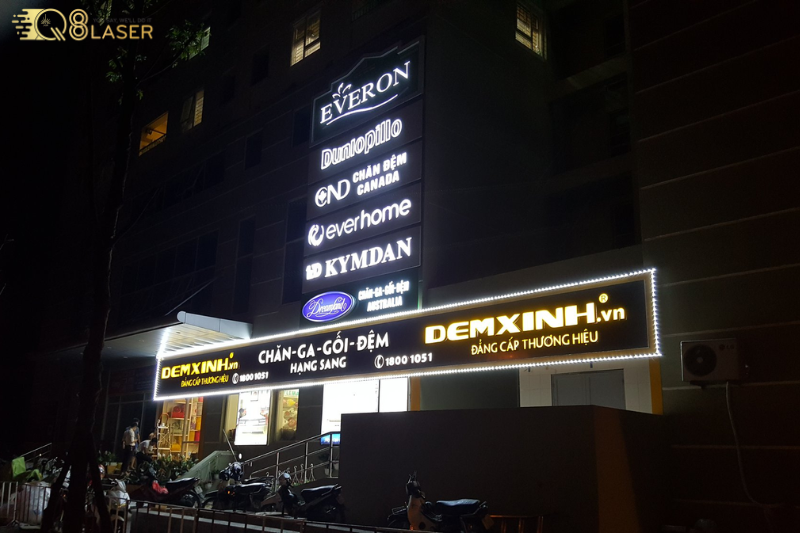 Q8LASER
EVERON
Dunlopillo
CND CHĂN ĐỆM
CANADA
everhome
KYMDAN
CHĂN-GA-GỐI-ĐỆM
AUSTRALIA
DEMXINH.vn
ĐẲNG CẤP THƯƠNG HIỆU
1800 1051
CHĂN-GA-GỐI-ĐỆM
HẠNG SANG
1800 1051
DEMXINH®.vn
ĐẲNG CẤP THƯƠNG HIỆU